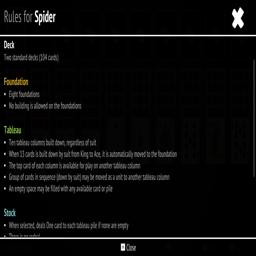 Rules for Spider
Deck
Two standard decks (104 cards)
Foundation
Eight foundations
No building is allowed on the foundations
Tableau
Ten tableau columns built down, regardless of suit
When 13 cards is built down by suit from King to Ace, it is automatically moved to the foundation
The top card of each column is available for play on another tableau column
Group of cards in sequence (down by suit) may be moved as a unit to another tableau column
An empty space may be filled with any available card or pile
Stock
When selected, deals One card to each tableau pile if none are empty
Close